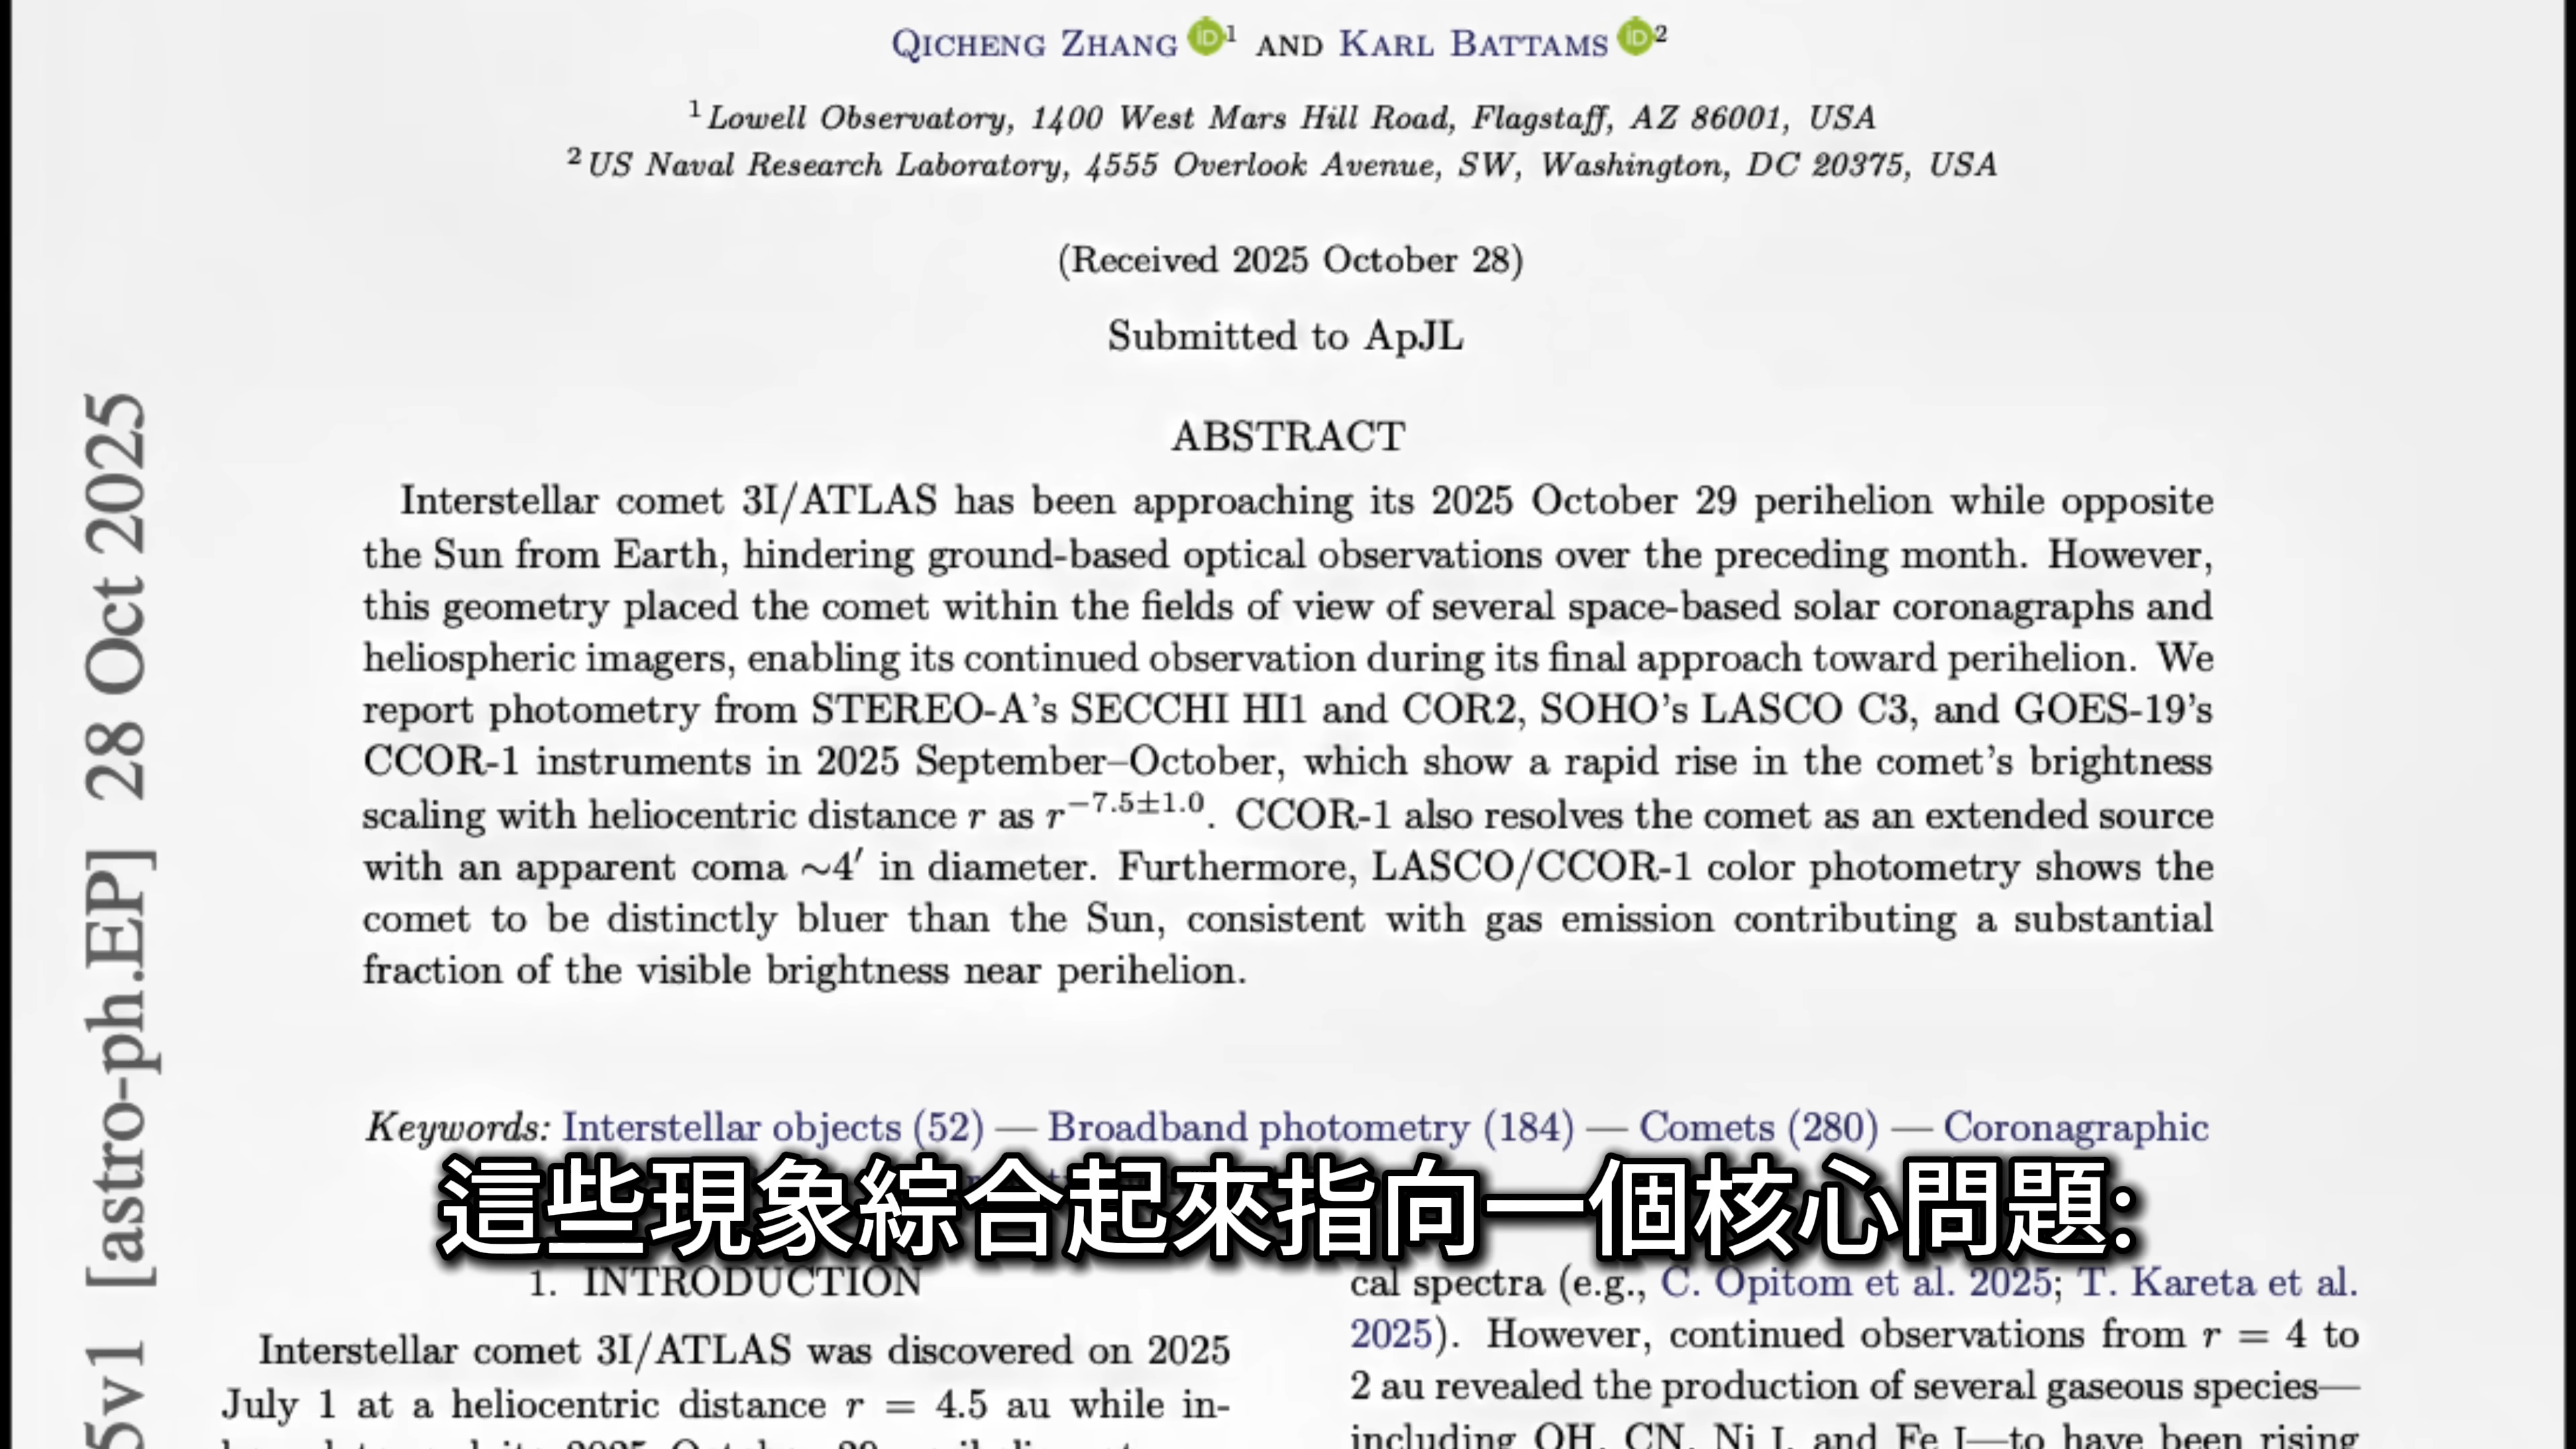 QICHENG ZHANG iD 1 AND KARL BATTAMS iD 2
1 Lowell Observatory, 1400 West Mars Hill Road, Flagstaff, AZ 86001, USA
2 US Naval Research Laboratory, 4555 Overlook Avenue, SW, Washington, DC 20375, USA
(Received 2025 October 28)
Submitted to ApJL
ABSTRACT
Interstellar comet 3I/ATLAS has been approaching its 2025 October 29 perihelion while opposite
the Sun from Earth, hindering ground-based optical observations over the preceding month. However,
this geometry placed the comet within the fields of view of several space-based solar coronagraphs and
heliospheric imagers, enabling its continued observation during its final approach toward perihelion. We
report photometry from STEREO-A's SECCHI HI1 and COR2, SOHO's LASCO C3, and GOES-19's
CCOR-1 instruments in 2025 September–October, which show a rapid rise in the comet's brightness
scaling with heliocentric distance r as r−7.5±1.0. CCOR-1 also resolves the comet as an extended source
with an apparent coma ~4′ in diameter. Furthermore, LASCO/CCOR-1 color photometry shows the
comet to be distinctly bluer than the Sun, consistent with gas emission contributing a substantial
fraction of the visible brightness near perihelion.
Keywords: Interstellar objects (52) — Broadband photometry (184) — Comets (280) — Coronagraphic
這些現象綜合起來指向一個核心問題:
1. INTRODUCTION
Interstellar comet 3I/ATLAS was discovered on 2025
July 1 at a heliocentric distance r = 4.5 au while in-
cal spectra (e.g., C. Opitom et al. 2025; T. Kareta et al.
2025). However, continued observations from r = 4 to
2 au revealed the production of several gaseous species—
including OH, CN, Ni I, and Fe I—to have been rising
5v1 [astro-ph.EP] 28 Oct 2025